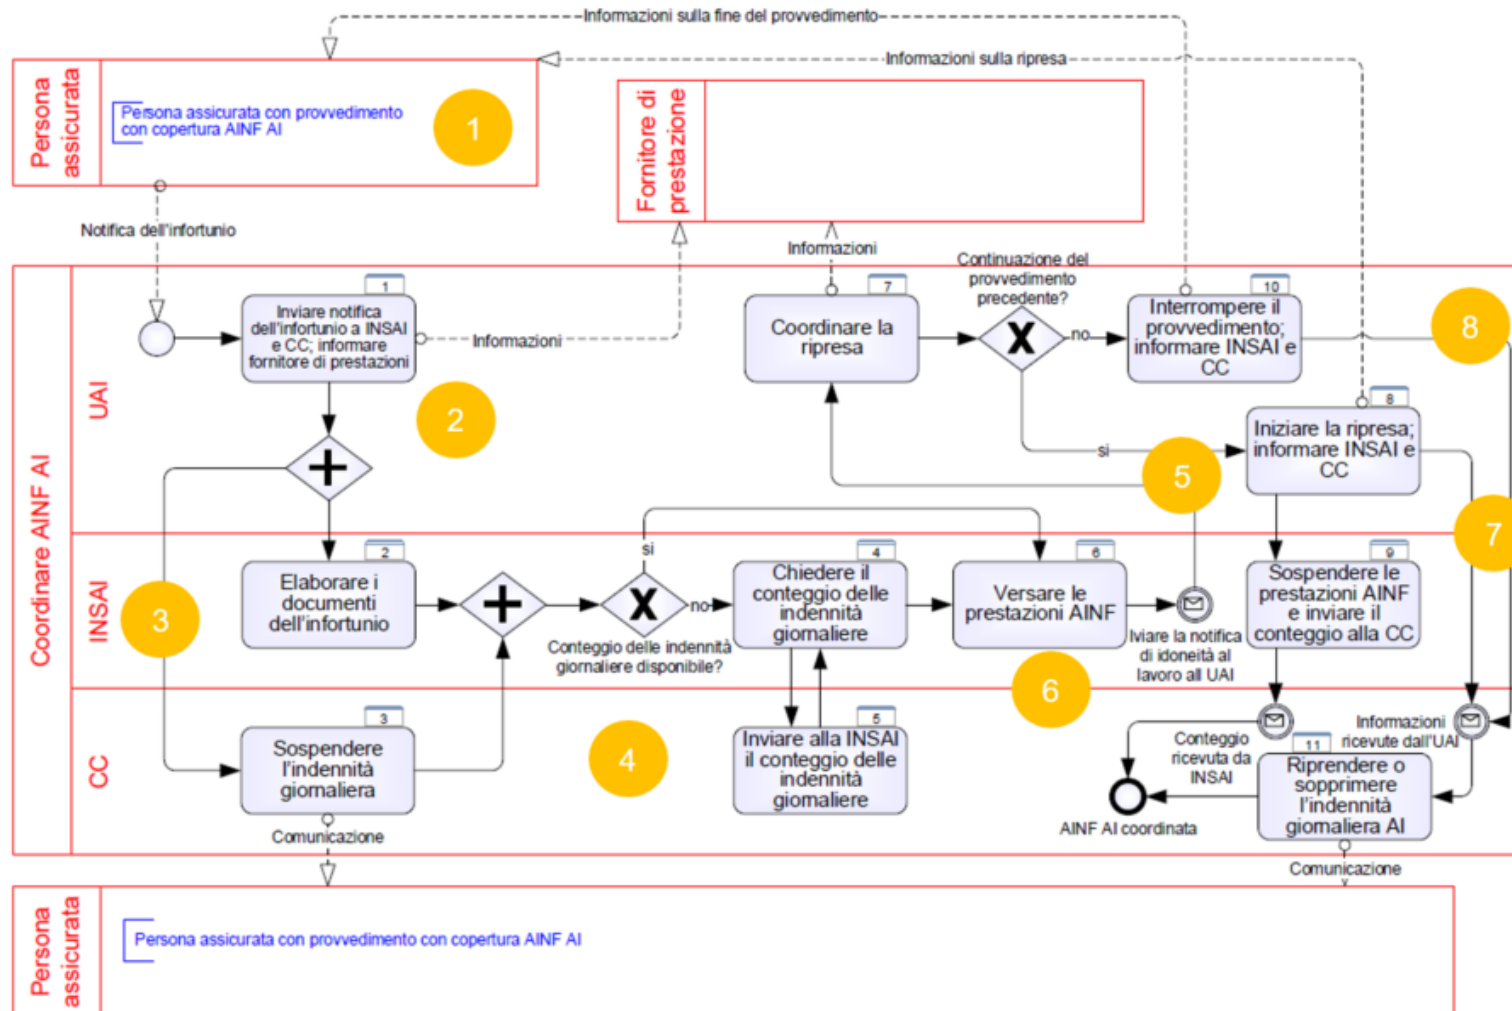 Informazioni sulla fine del provvedimento
Informazioni sulla ripresa
Persona
assicurata
Persona assicurata con provvedimento
con copertura AINF AI
1
Fornitore di
prestazione
Notifica dell'infortunio
Informazioni
Continuazione del
provvedimento
precedente?
Coordinare AINF AI
UAI
1
Inviare notifica
dell'infortunio a INSAI
e CC; informare
fornitore di prestazioni
Informazioni
7
Coordinare la
ripresa
X
no
10
Interrompere il
provvedimento;
informare INSAI e
CC
8
2
si
8
Iniziare la ripresa;
informare INSAI e
CC
5
7
INSAI
2
Elaborare i
documenti
dell'infortunio
3
si
X
no
Conteggio delle indennità
giornaliere disponibile?
4
Chiedere il
conteggio delle
indennità
giornaliere
6
Versare le
prestazioni AINF
Iviare la notifica
di idoneità al
lavoro all UAI
9
Sospendere le
prestazioni AINF
e inviare il
conteggio alla CC
6
CC
3
Sospendere
l'indennità
giornaliera
4
5
Inviare alla INSAI
il conteggio delle
indennità
giornaliere
Conteggio
ricevuta da
INSAI
Informazioni
ricevute dall'UAI
11
Riprendere o
sopprimere
l'indennità
giornaliera AI
AINF AI coordinata
Comunicazione
Comunicazione
Persona
assicurata
Persona assicurata con provvedimento con copertura AINF AI